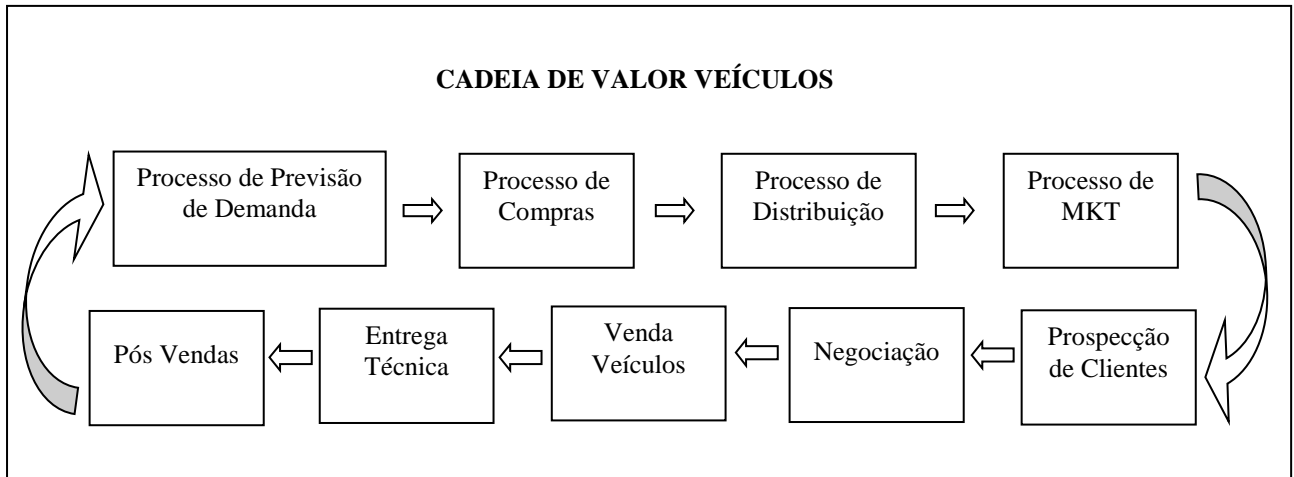 CADEIA DE VALOR VEÍCULOS
Processo de Previsão
de Demanda
Processo de
Compras
Processo de
Distribuição
Processo de
MKT
Prospecção
de Clientes
Negociação
Venda
Veículos
Entrega
Técnica
Pós Vendas